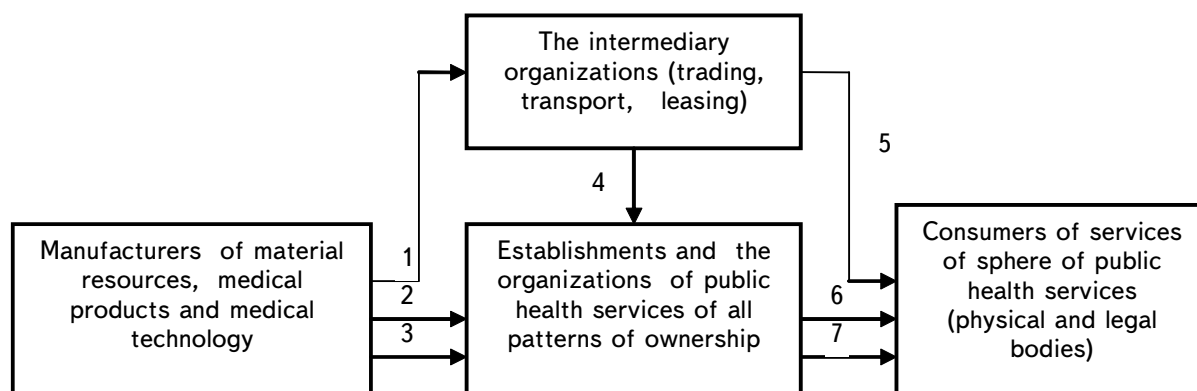 The intermediary
organizations (trading,
transport, leasing)
5
4
Manufacturers of material
resources, medical
products and medical
technology
1
2
3
Establishments and the
organizations of public
health services of all
patterns of ownership
6
7
Consumers of services
of sphere of public
health services
(physical and legal
bodies)